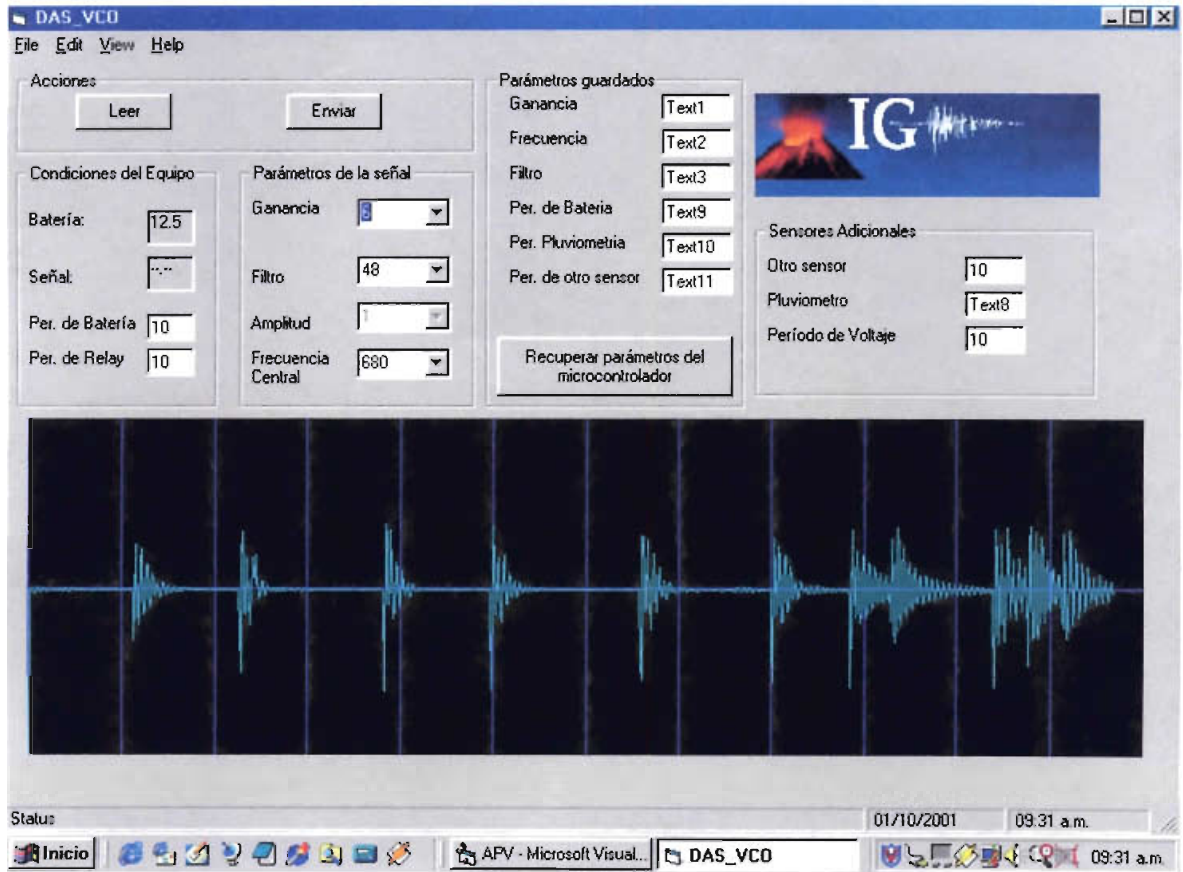 DAS_VCO
File Edit View Help
Acciones
Leer
Enviar
Condiciones del Equipo
Batería:
12.5
Señal:
--.--
Per. de Batería
10
Per. de Relay
10
Parámetros de la señal
Ganancia
6
Filtro
48
Amplitud
1
Frecuencia
Central
680
Parámetros guardados
Ganancia
Text1
Frecuencia
Text2
Filtro
Text3
Per. de Bateria
Text9
Per. Pluviometria
Text10
Per. de otro sensor
Text11
Recuperar parámetros del
microcontrolador
IG
Sensores Adicionales
Otro sensor
10
Pluviometro
Text8
Período de Voltaje
10
Status
01/10/2001
09:31 a.m.
Inicio
APV - Microsoft Visual...
DAS_VCO
09:31 a.m.